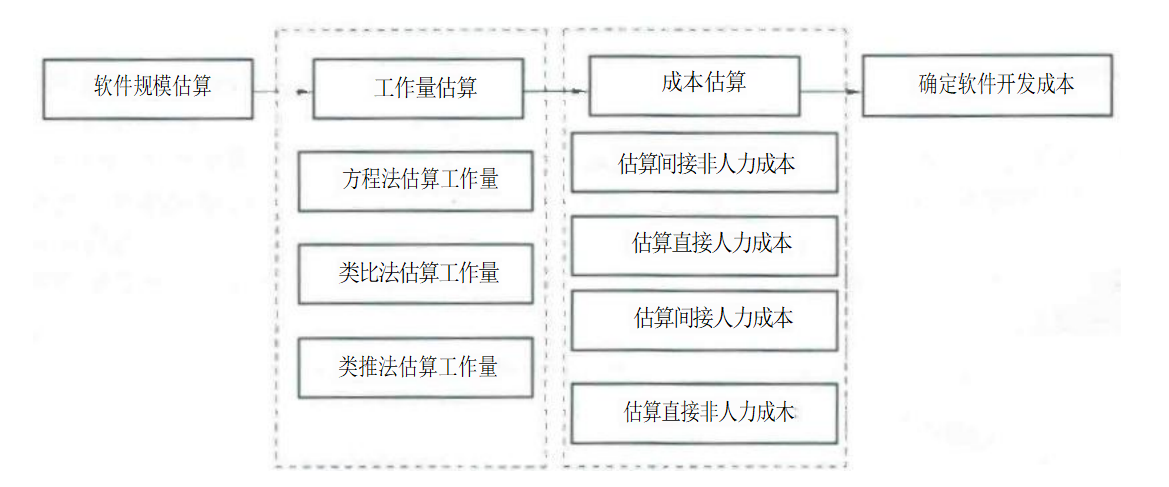 软件规模估算
工作量估算
成本估算
确定软件开发成本
方程法估算工作量
类比法估算工作量
类推法估算工作量
估算间接非人力成本
估算直接人力成本
估算间接人力成本
估算直接非人力成木